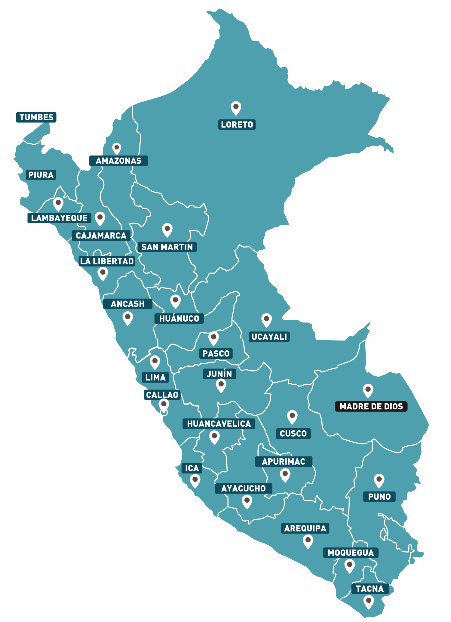 TUMBES
LORETO
AMAZONAS
PIURA
LAMBAYEQUE
CAJAMARCA
SAN MARTIN
LA LIBERTAD
ANCASH
HUÁNUCO
UCAYALI
PASCO
LIMA
JUNÍN
CALLAO
MADRE DE DIOS
HUANCAVELICA
CUSCO
APURIMAC
ICA
AYACUCHO
PUNO
AREQUIPA
MOQUEGUA
TACNA